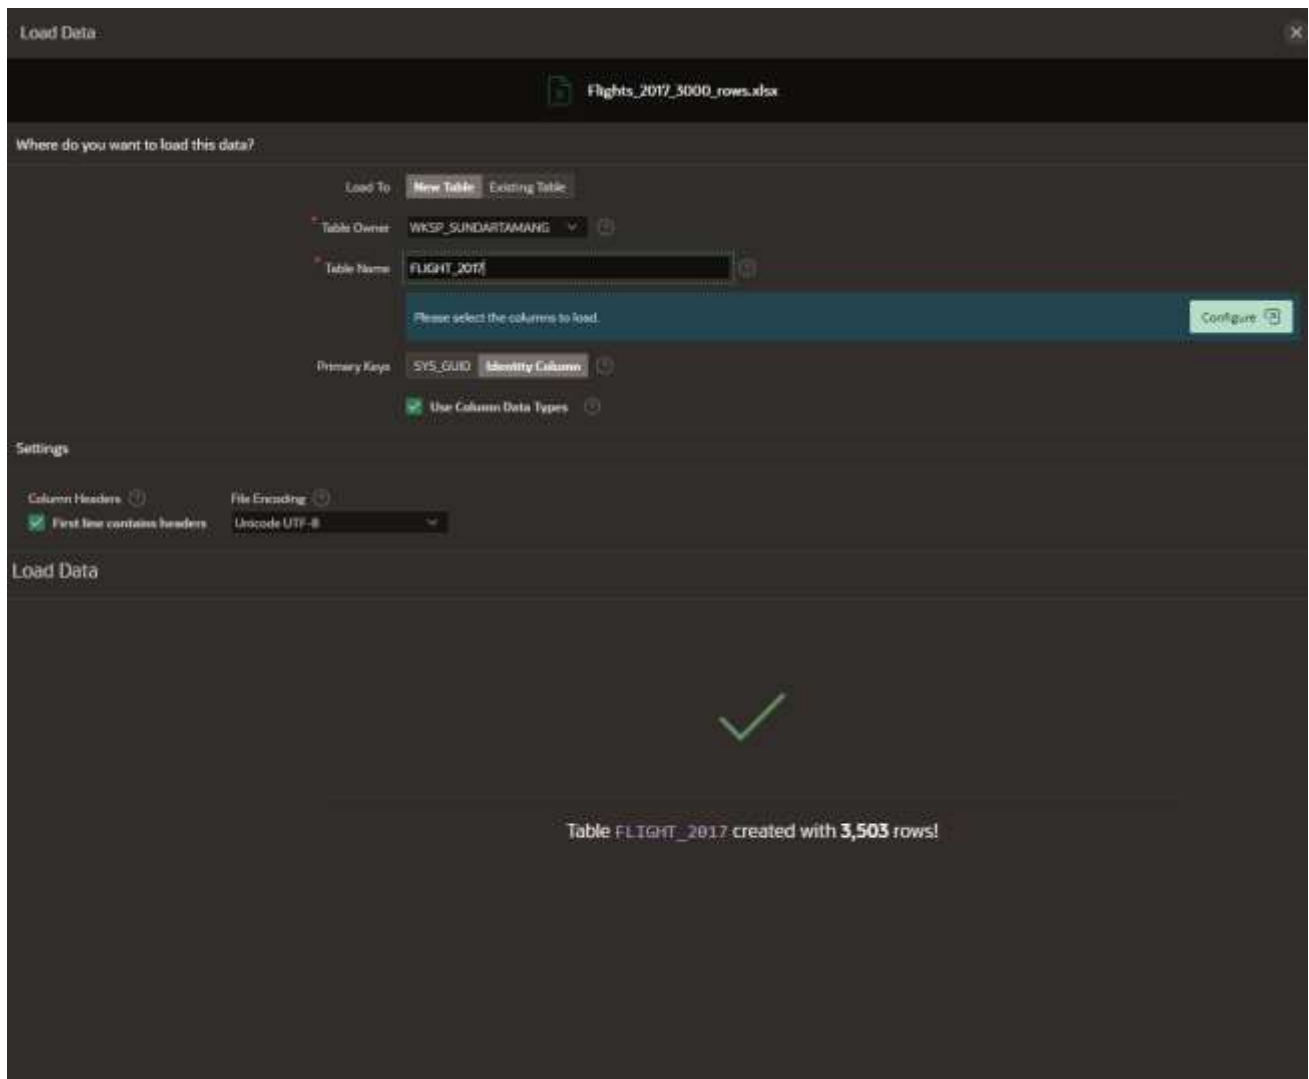 Load Data
Flights_2017_3000_rows.xlsx
Where do you want to load this data?
Load To New Table Existing Table
* Table Owner WKSP_SUNDARTAMANG
* Table Name FLIGHT_2017
Please select the columns to load. Configure
Primary Keys SYS_GUID Identity Column
Use Column Data Types
Settings
Column Headers File Encoding
First line contains headers Unicode UTF-8
Load Data
Table FLIGHT_2017 created with 3,503 rows!